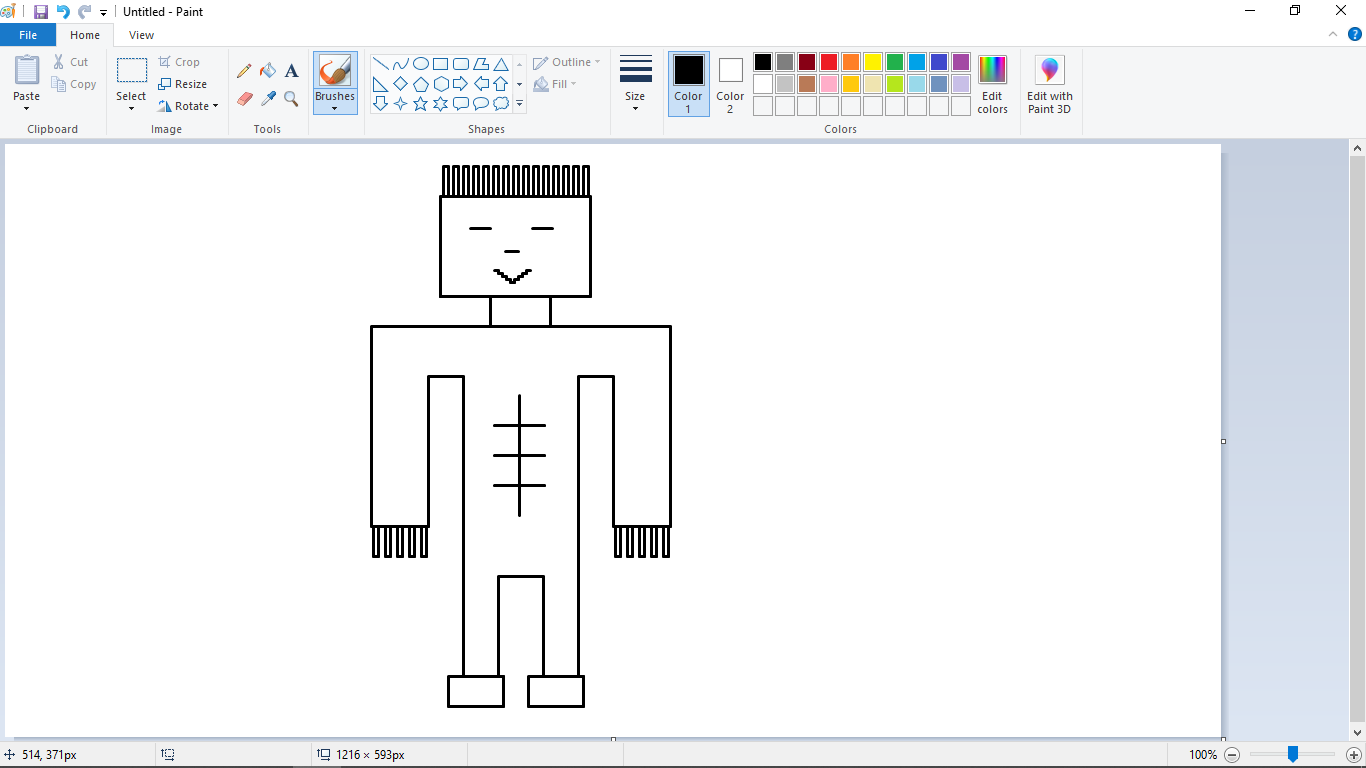 Untitled - Paint
File Home View
Paste
Cut
Copy
Clipboard
Select
Crop
Resize
Rotate
Image
A
Tools
Brushes
Shapes
Outline
Fill
Size
Color
1
Color
2
Colors
Edit
colors
Edit with
Paint 3D
?
514, 371px
1216 × 593px
100%